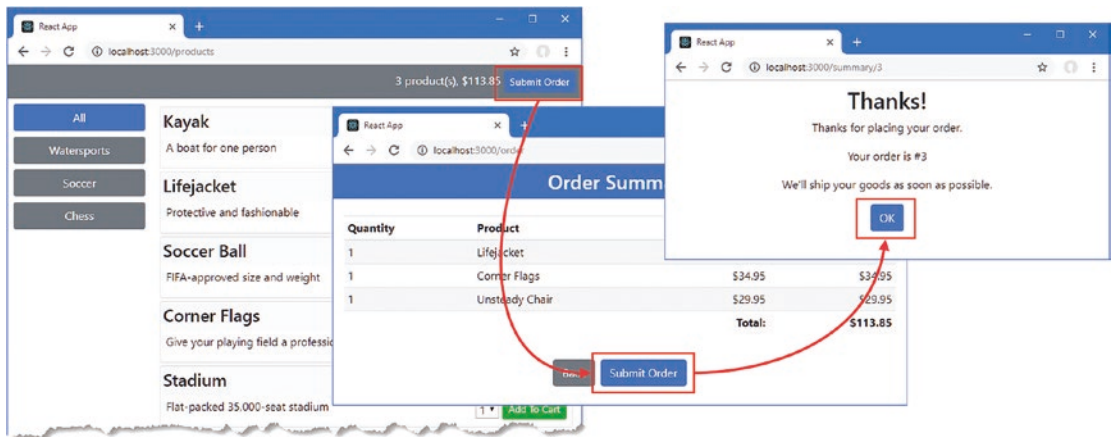 React App
localhost:3000/products
3 product(s), $113.85 Submit Order
All
Watersports
Soccer
Chess
Kayak
A boat for one person
Lifejacket
Protective and fashionable
Soccer Ball
FIFA-approved size and weight
Corner Flags
Give your playing field a
Stadium
Flat-packed 35,000-seat stadium
1 Add To Cart
React App
localhost:3000/order
Order
Quantity Product
1 Lifejacket
1 Corner Flags $34.95 $34.95
1 Unsteady Chair $29.95 $29.95
Total: $113.85
Submit Order
React App
localhost:3000/summary/3
Thanks!
Thanks for placing your order.
Your order is #3
We'll ship your goods as soon as possible.
OK